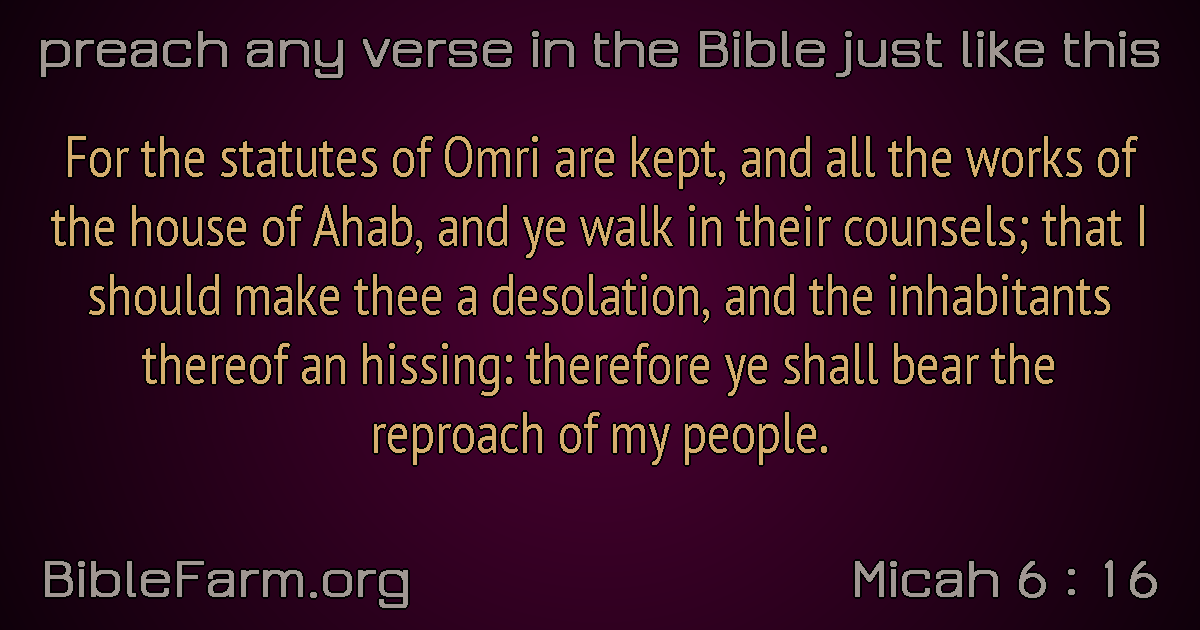 preach any verse in the Bible just like this
For the statutes of Omri are kept, and all the works of
the house of Ahab, and ye walk in their counsels; that I
should make thee a desolation, and the inhabitants
thereof an hissing: therefore ye shall bear the
reproach of my people.
BibleFarm.org
Micah 6 : 16